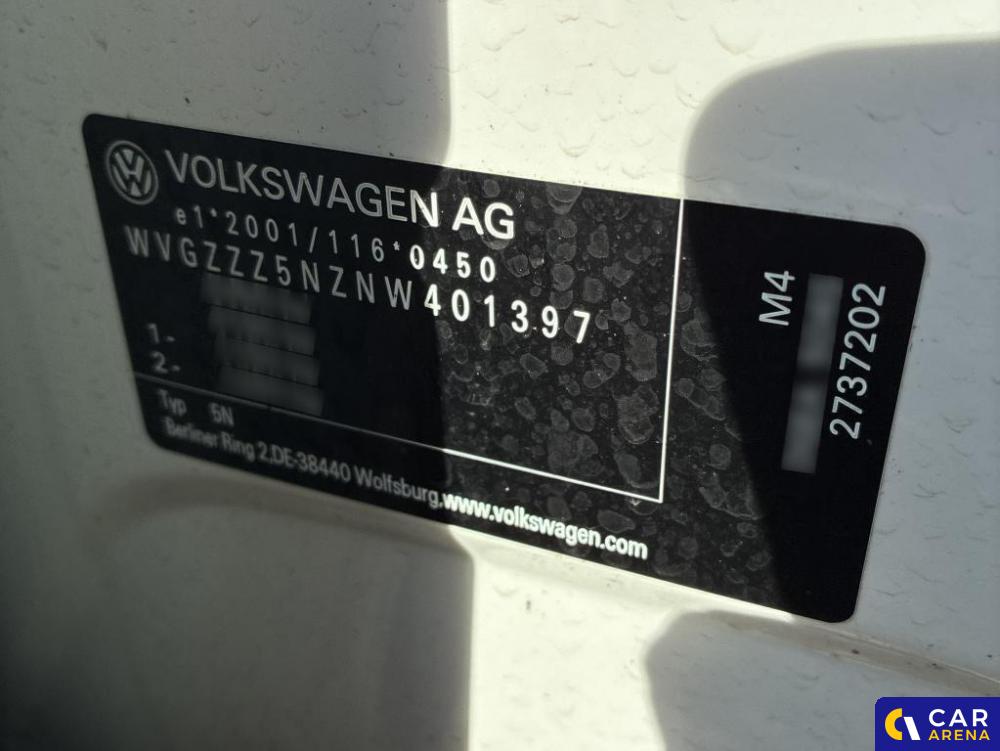 VOLKSWAGEN AG
e1*2001/116*0450
WVGZZZ5NZNW401397
1.-
2.-
Typ 5N
Berliner Ring 2,DE-38440 Wolfsburg,www.volkswagen.com
M4
2737202
CAR
ARENA